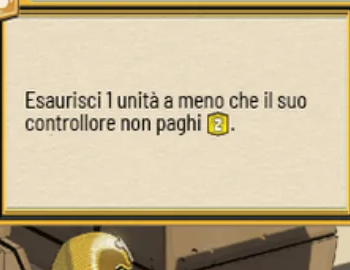 Esaurisci 1 unità a meno che il suo
controllore non paghi 2.